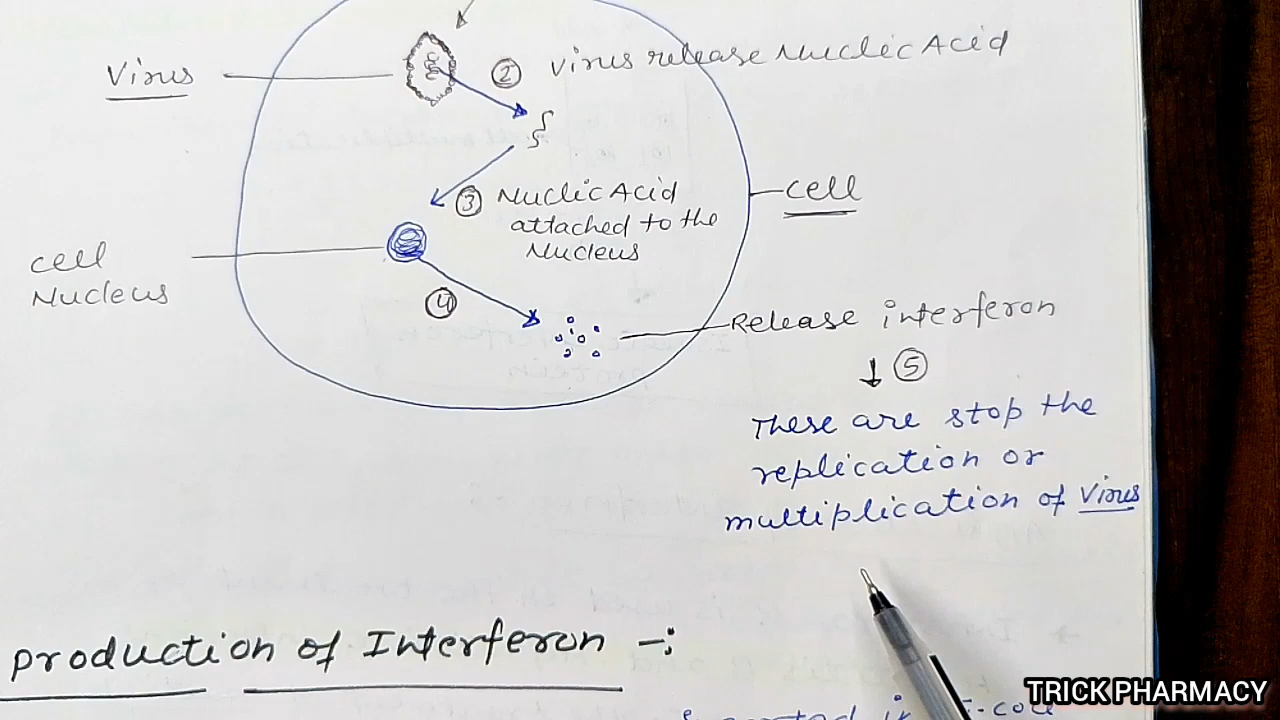 Virus
② Virus release Nuclic Acid
③ Nuclic Acid
attached to the
Nucleus
cell
cell
Nucleus
④
Release interferon
↓ ⑤
These are stop the
replication or
multiplication of Virus
production of Interferon -:
TRICK PHARMACY